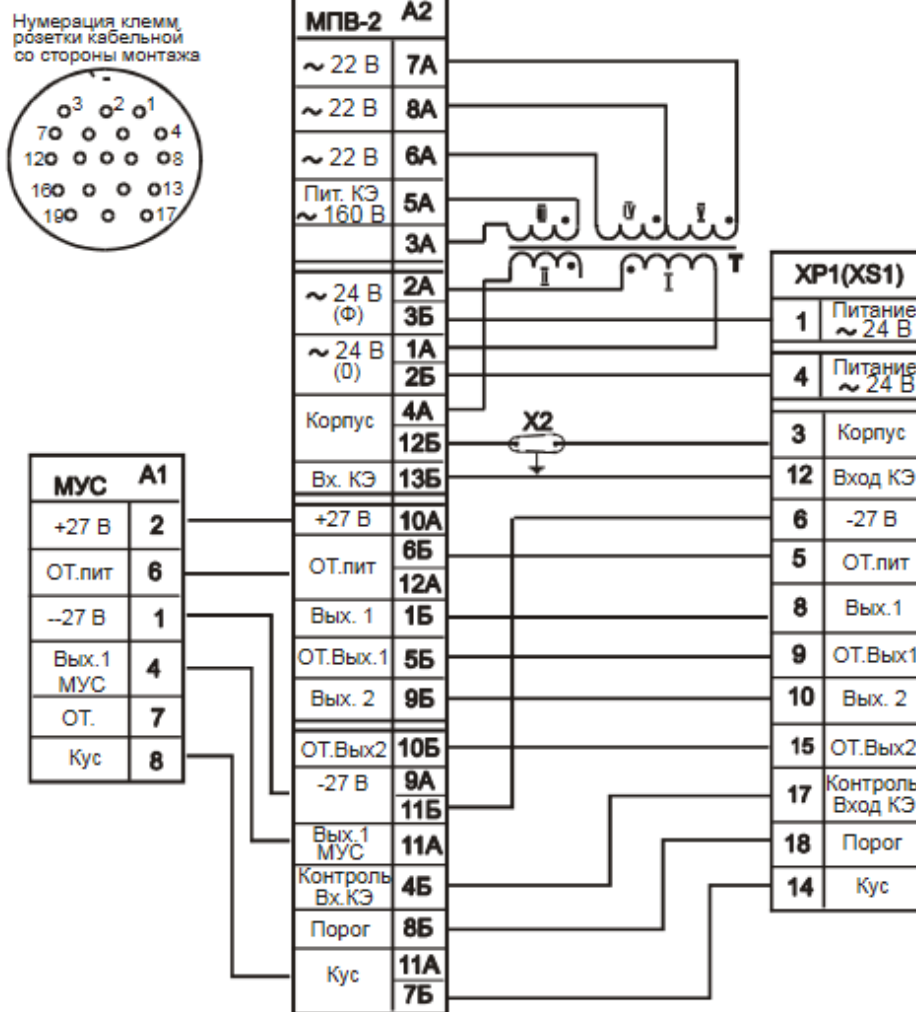 Нумерация клемм
розетки кабельной
со стороны монтажа
3 2 1
7 4
12 8
16 13
19 17
МПВ-2 А2
~ 22 В 7А
~ 22 В 8А
~ 22 В 6А
Пит. КЭ
~ 160 В 5А
3А
~ 24 В
(Ф)
2А
3Б
~ 24 В
(0)
1А
2Б
Корпус
4А
12Б
Вх. КЭ 13Б
+27 В 10А
ОТ.пит
6Б
12А
Вых. 1 1Б
ОТ.Вых.1 5Б
Вых. 2 9Б
ОТ.Вых2 10Б
-27 В
9А
11Б
Вых.1
МУС 11А
Контроль
Вх.КЭ 4Б
Порог 8Б
Кус
11А
7Б
III IV V
II I Т
Х2
МУС А1
+27 В 2
ОТ.пит 6
--27 В 1
Вых.1
МУС 4
ОТ. 7
Кус 8
ХР1(XS1)
1 Питание
~ 24 В
4 Питание
~ 24 В
3 Корпус
12 Вход КЭ
6 -27 В
5 ОТ.пит
8 Вых.1
9 ОТ.Вых1
10 Вых. 2
15 ОТ.Вых2
17 Контроль
Вход КЭ
18 Порог
14 Кус